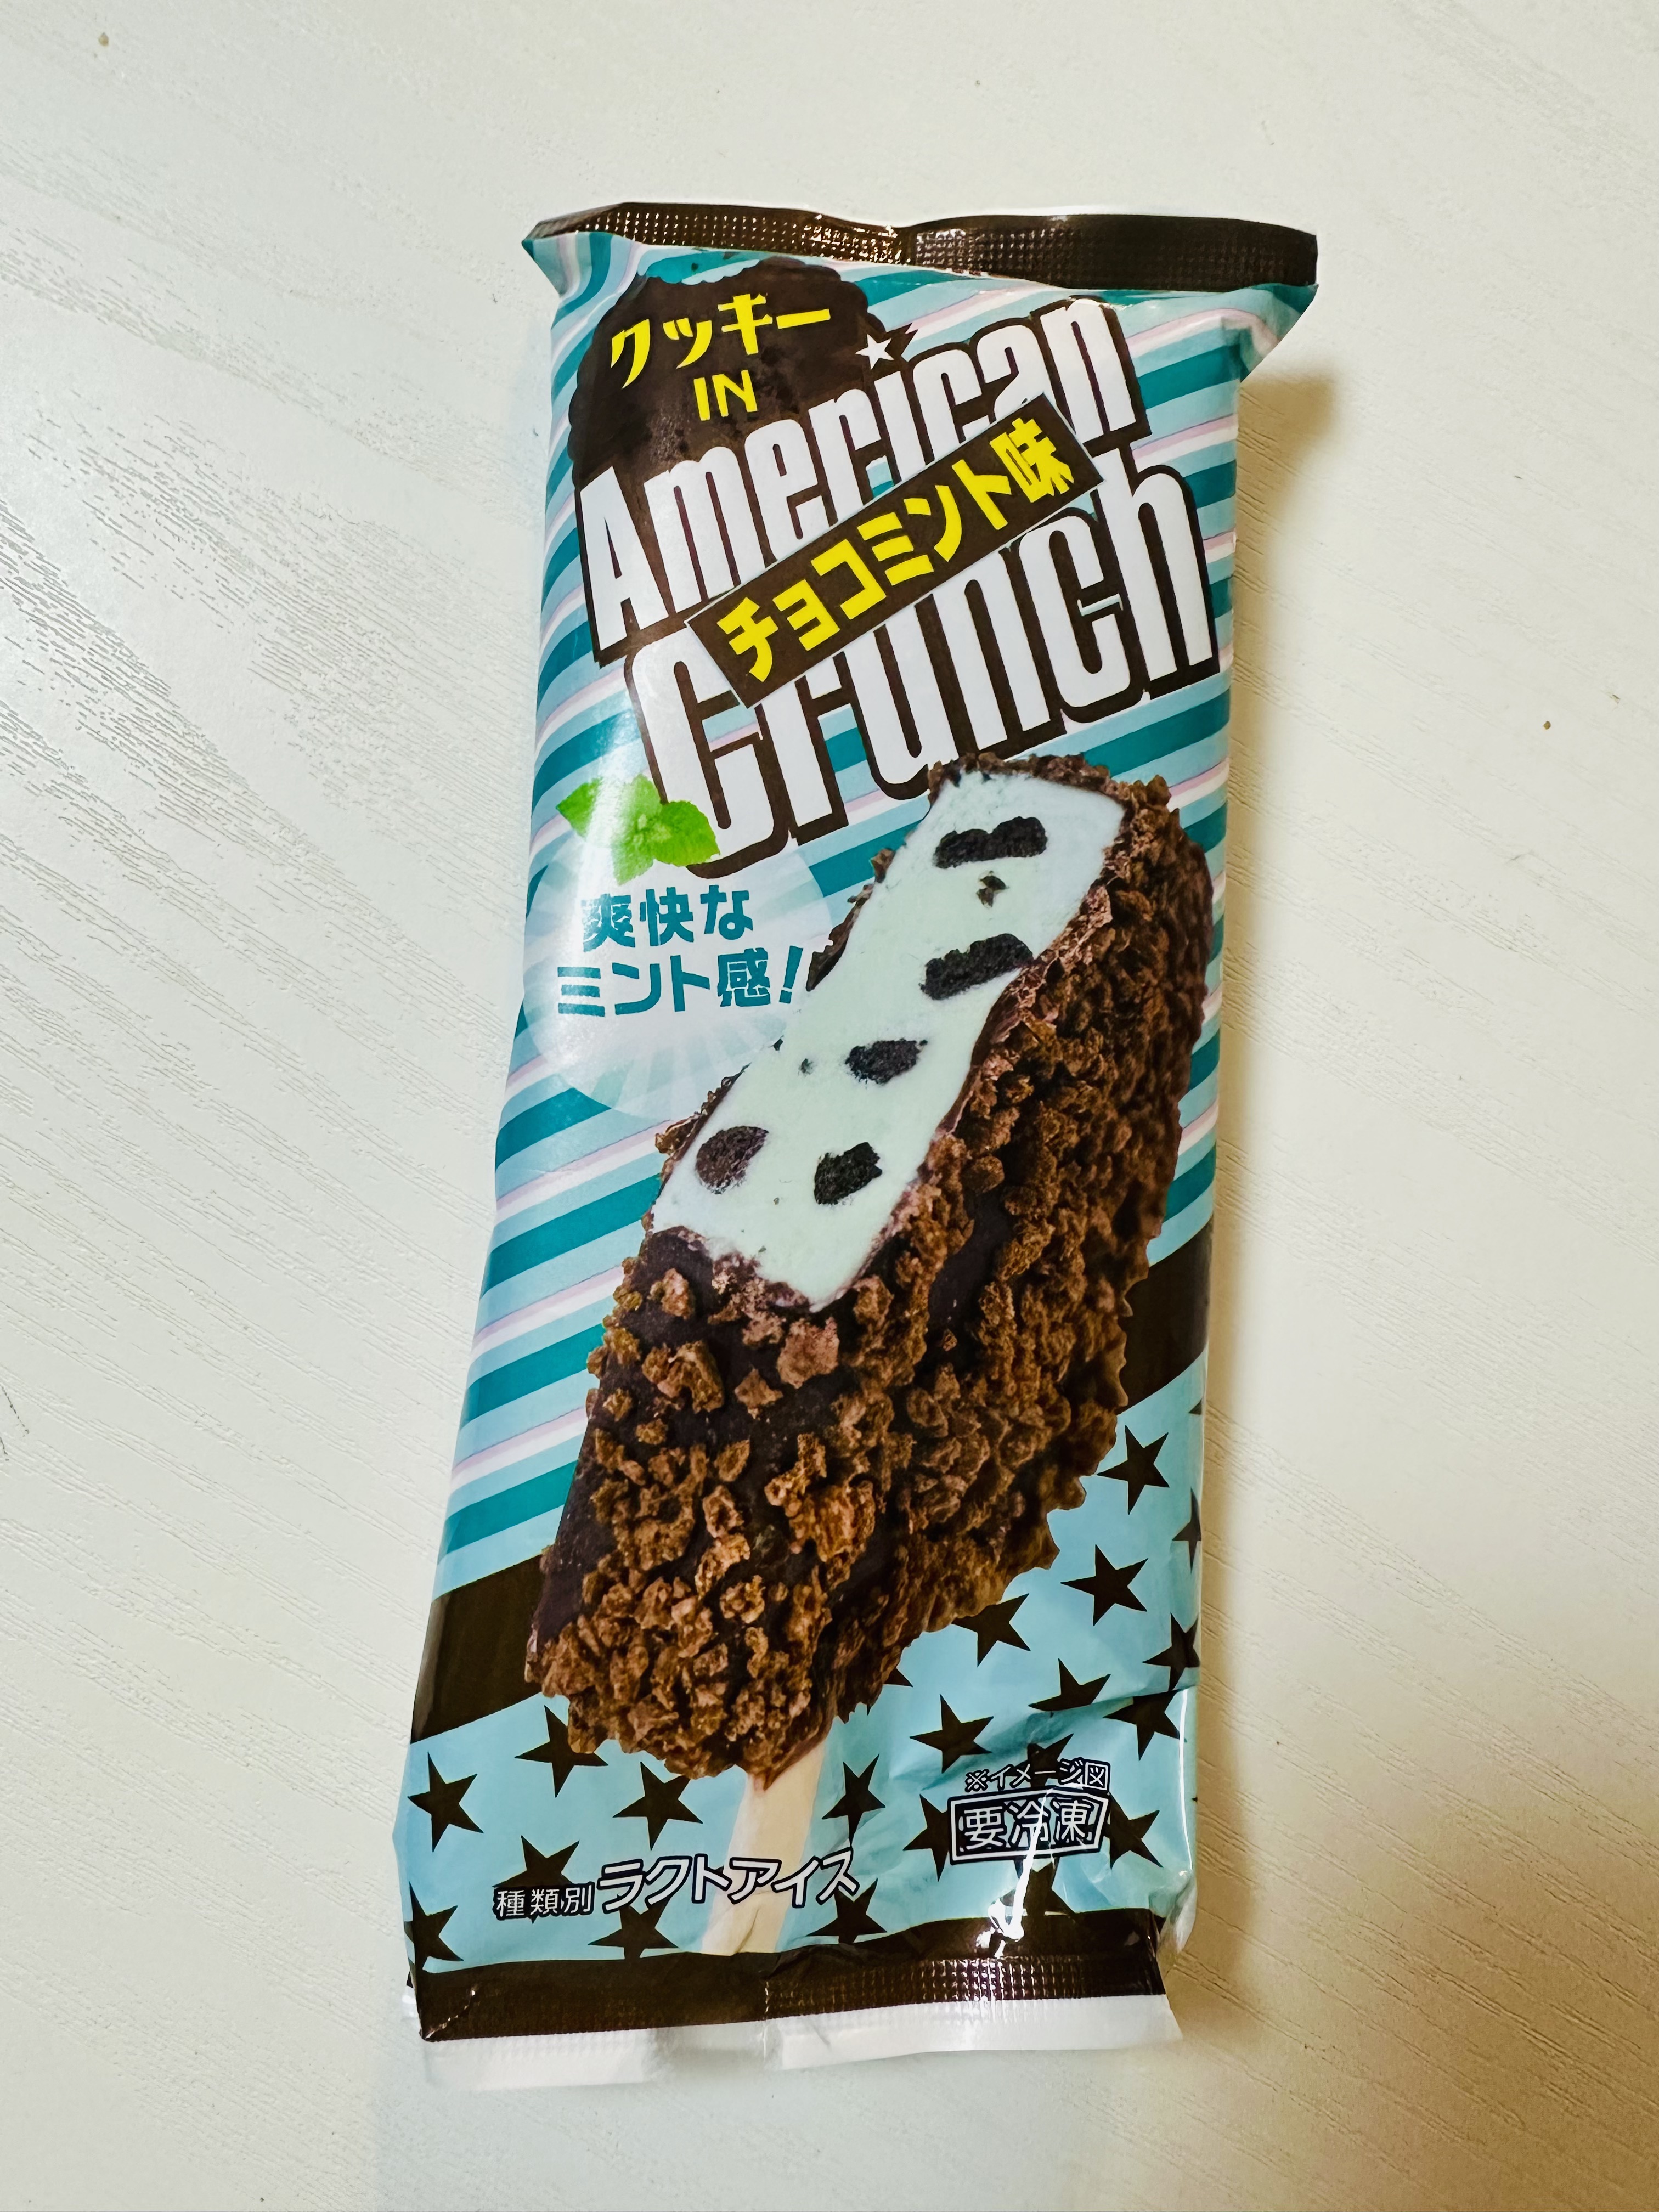 クッキー
IN
American
チョコミント味
Crunch
爽快な
ミント感!
※イメージ図
要冷凍
種類別 ラクトアイス